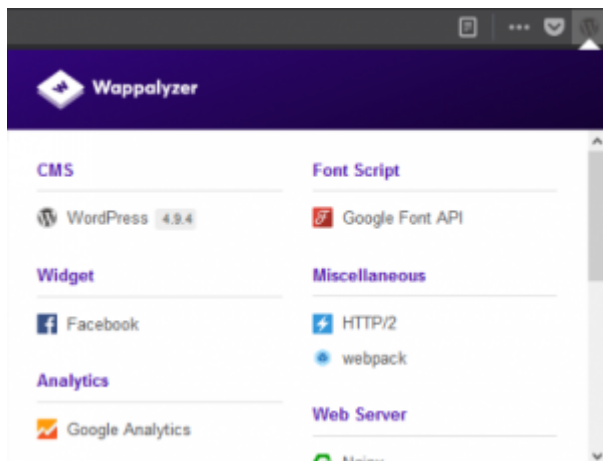 Wappalyzer
CMS
WordPress 4.9.4
Widget
Facebook
Analytics
Google Analytics
Font Script
Google Font API
Miscellaneous
HTTP/2
webpack
Web Server